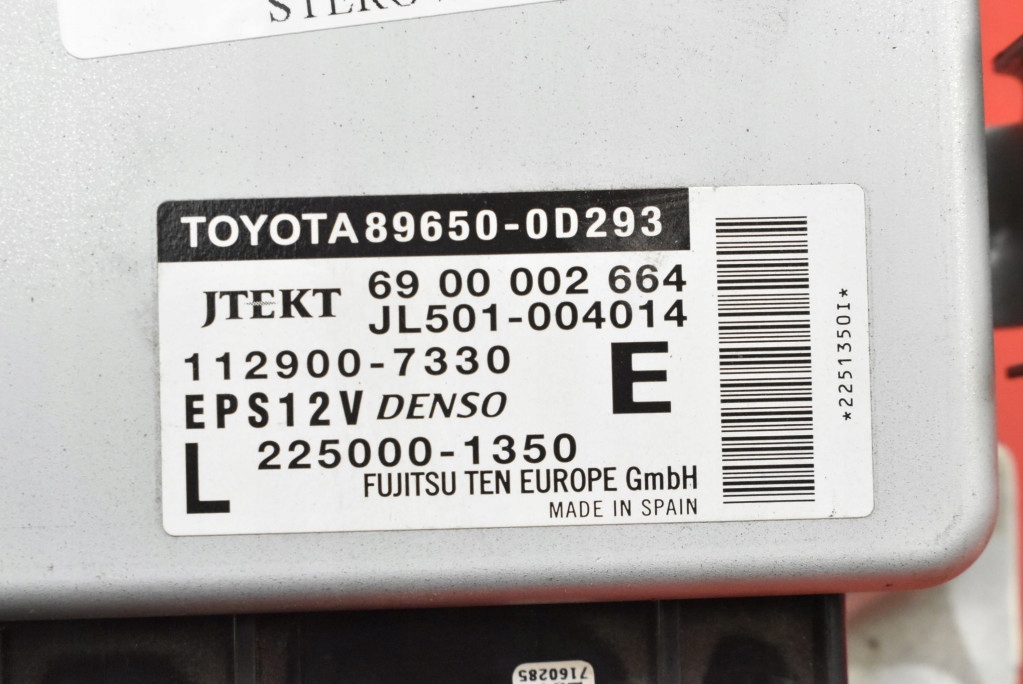 TOYOTA 89650-0D293
JTEKT 69 00 002 664
JL501-004014
112900-7330
E
EPS12V DENSO
L 225000-1350
FUJITSU TEN EUROPE GmbH
MADE IN SPAIN
*22513501*
7160285